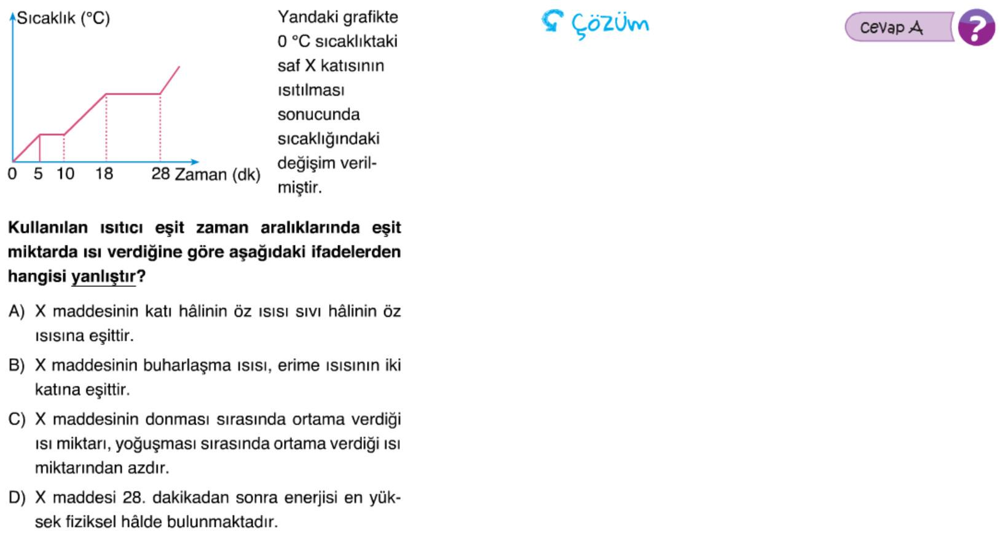 Sıcaklık (°C)
0 5 10 18 28 Zaman (dk)
Yandaki grafikte
0 °C sıcaklıktaki
saf X katısının
ısıtılması
sonucunda
sıcaklığındaki
değişim veril-
miştir.
Kullanılan ısıtıcı eşit zaman aralıklarında eşit
miktarda ısı verdiğine göre aşağıdaki ifadelerden
hangisi yanlıştır?
A) X maddesinin katı hâlinin öz ısısı sıvı hâlinin öz
ısısına eşittir.
B) X maddesinin buharlaşma ısısı, erime ısısının iki
katına eşittir.
C) X maddesinin donması sırasında ortama verdiği
ısı miktarı, yoğuşması sırasında ortama verdiği ısı
miktarından azdır.
D) X maddesi 28. dakikadan sonra enerjisi en yük-
sek fiziksel hâlde bulunmaktadır.
Çözüm
Cevap A
?